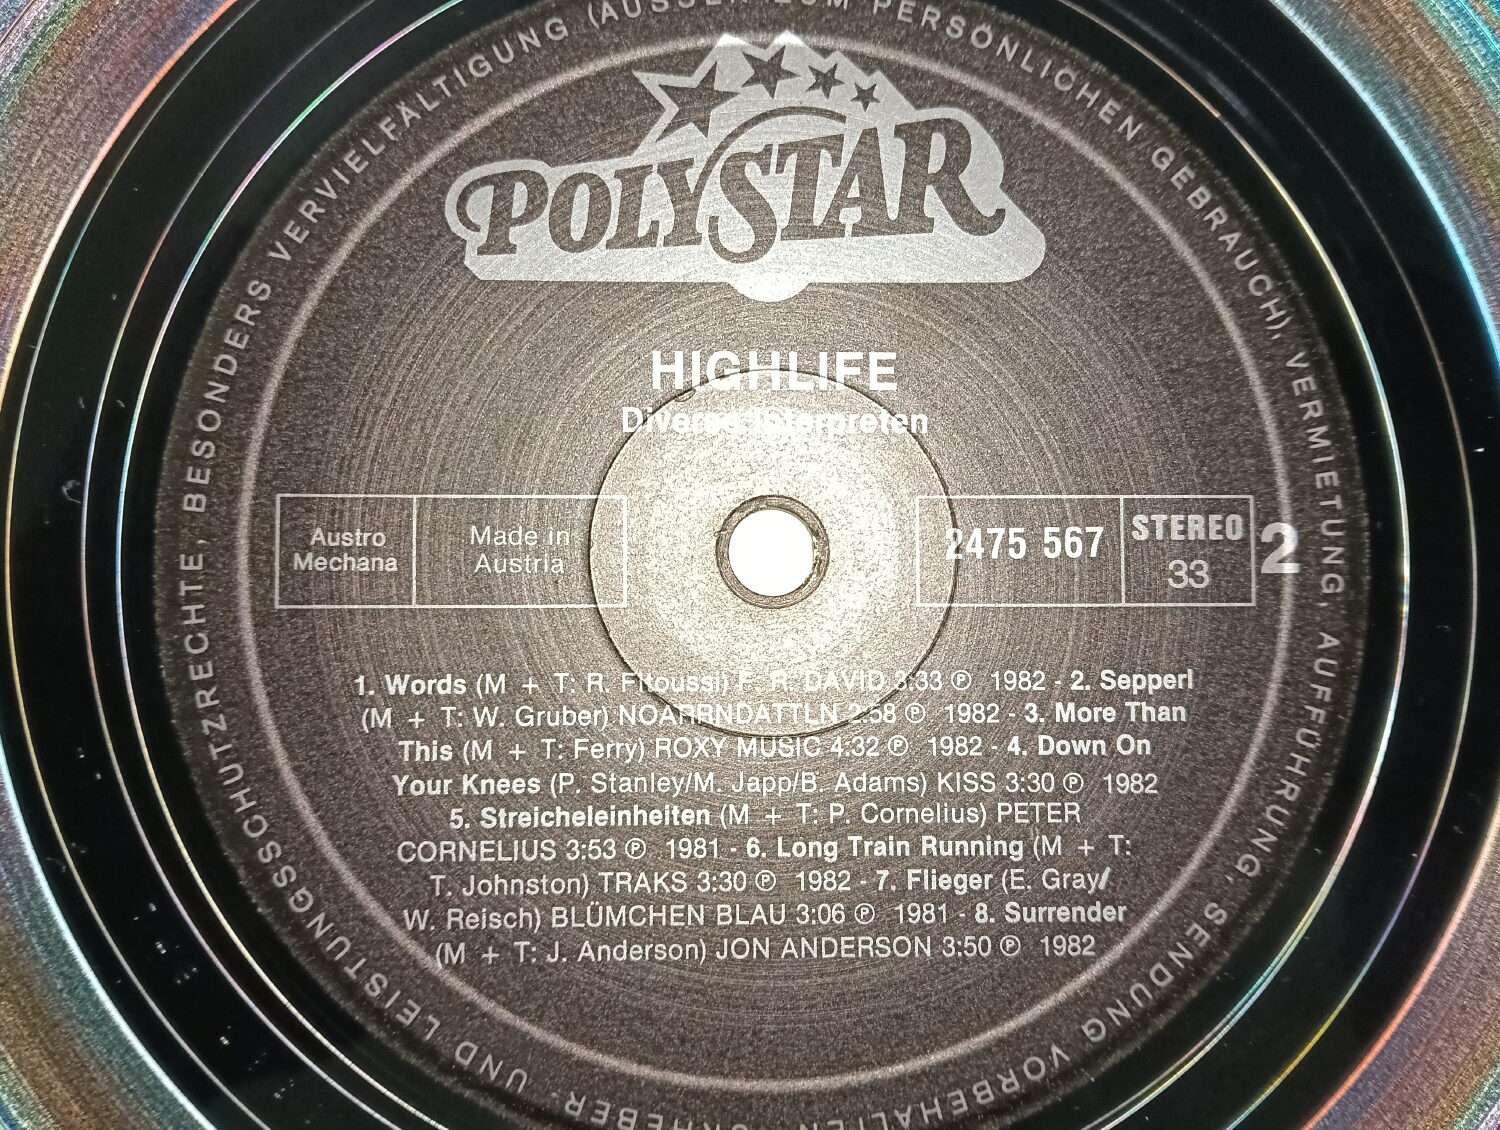 URHEBER- UND LEISTUNGSSCHUTZRECHTE, BESONDERS VERVIELFÄLTIGUNG (AUSSER ZUM PERSÖNLICHEN GEBRAUCH), VERMIETUNG, AUFFÜHRUNG, SENDUNG VORBEHALTEN
POLYSTAR
HIGHLIFE
Diverse Interpreten
Austro
Mechana
Made in
Austria
2475 567
STEREO
33
2
1. Words (M + T: R. Fitoussi) F. R. DAVID 3:33 ℗ 1982 - 2. Sepperl
(M + T: W. Gruber) NOARRNDATTLN 2:58 ℗ 1982 - 3. More Than
This (M + T: Ferry) ROXY MUSIC 4:32 ℗ 1982 - 4. Down On
Your Knees (P. Stanley/M. Japp/B. Adams) KISS 3:30 ℗ 1982
5. Streicheleinheiten (M + T: P. Cornelius) PETER
CORNELIUS 3:53 ℗ 1981 - 6. Long Train Running (M + T:
T. Johnston) TRAKS 3:30 ℗ 1982 - 7. Flieger (E. Gray/
W. Reisch) BLÜMCHEN BLAU 3:06 ℗ 1981 - 8. Surrender
(M + T: J. Anderson) JON ANDERSON 3:50 ℗ 1982